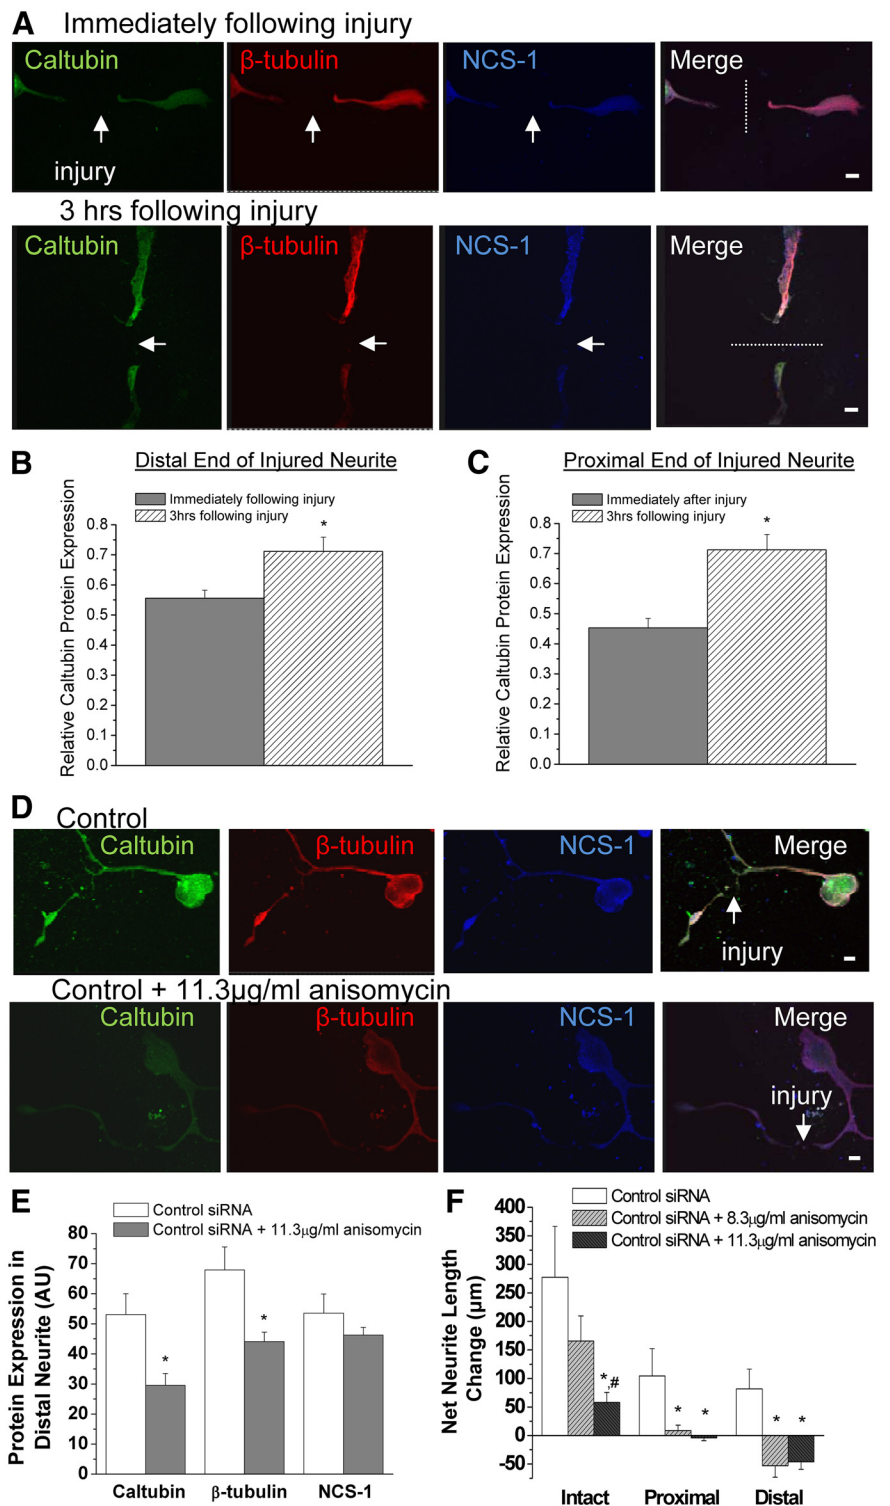 A Immediately following injury
Caltubin β-tubulin NCS-1 Merge
injury
3 hrs following injury
Caltubin β-tubulin NCS-1 Merge
B Distal End of Injured Neurite
Immediately following injury
3hrs following injury
*
Relative Caltubin Protein Expression
0.8
0.7
0.6
0.5
0.4
0.3
0.2
0.1
0.0
C Proximal End of Injured Neurite
Immediately after injury
3hrs following injury
*
Relative Caltubin Protein Expression
0.8
0.7
0.6
0.5
0.4
0.3
0.2
0.1
0.0
D Control
Caltubin β-tubulin NCS-1 Merge
injury
Control + 11.3µg/ml anisomycin
Caltubin β-tubulin NCS-1 Merge
injury
E
Control siRNA
Control siRNA + 11.3µg/ml anisomycin
Protein Expression in
Distal Neurite (AU)
80
70
60
50
40
30
20
10
0
* *
Caltubin β-tubulin NCS-1
F
Control siRNA
Control siRNA + 8.3µg/ml anisomycin
Control siRNA + 11.3µg/ml anisomycin
Net Neurite Length
Change (µm)
400
350
300
250
200
150
100
50
0
-50
*,# * * * *
Intact Proximal Distal